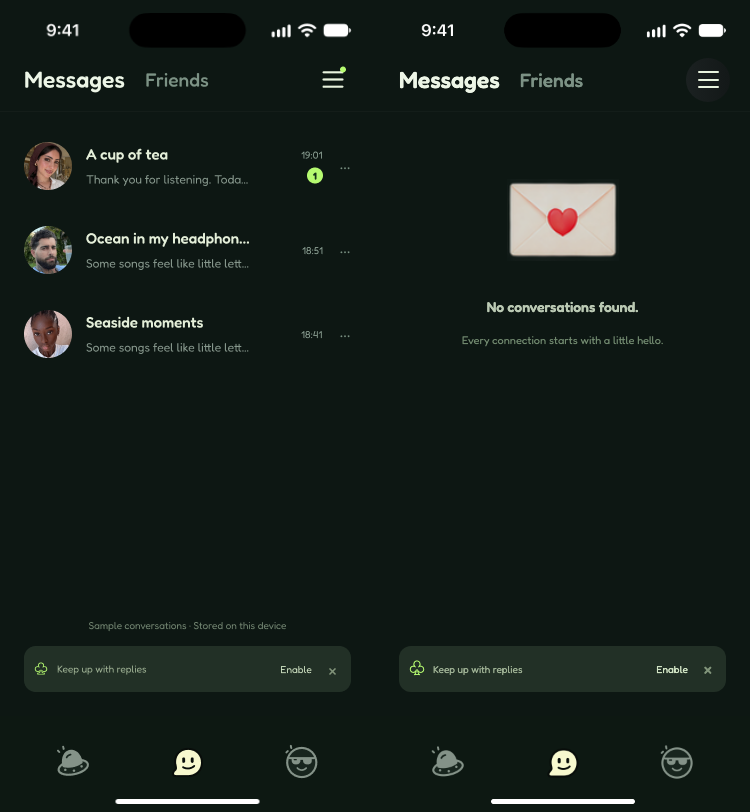 9:41
Messages Friends
A cup of tea
19:01
Thank you for listening. Toda...
1
Ocean in my headphon...
18:51
Some songs feel like little lett...
Seaside moments
18:41
Some songs feel like little lett...
Sample conversations · Stored on this device
Keep up with replies
Enable
9:41
Messages Friends
No conversations found.
Every connection starts with a little hello.
Keep up with replies
Enable